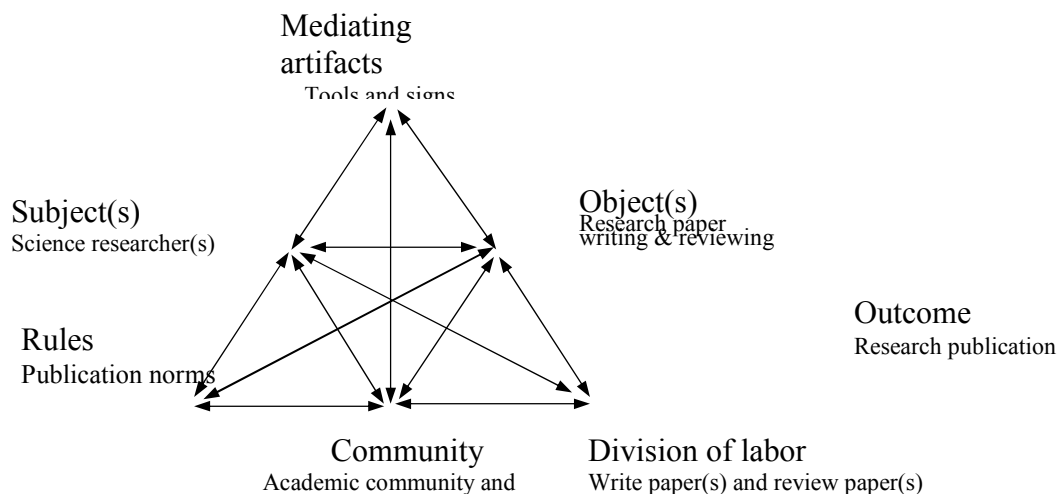 Mediating
artifacts
Tools and signs
Subject(s)
Science researcher(s)
Object(s)
Research paper
writing & reviewing
Rules
Publication norms
Outcome
Research publication
Community
Academic community and
Division of labor
Write paper(s) and review paper(s)